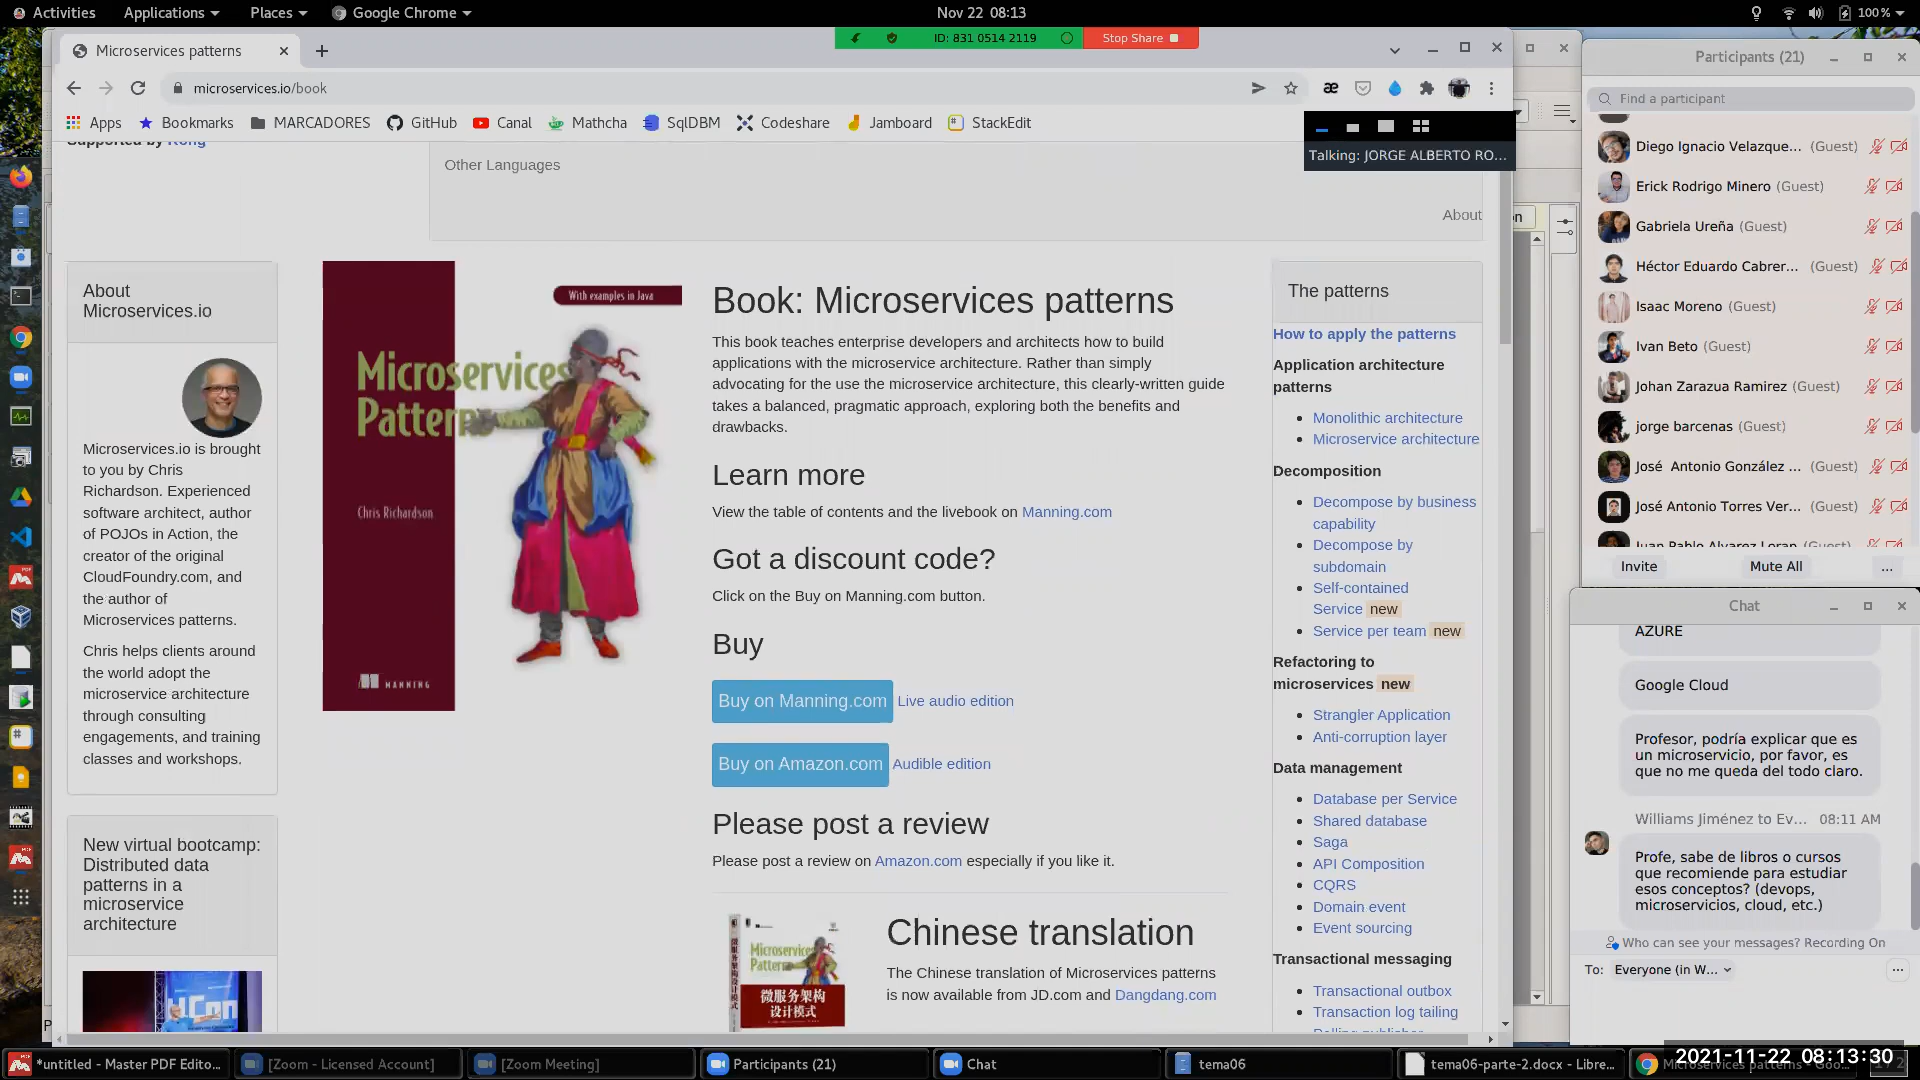 Activities
Applications
Places
Google Chrome
Nov 22 08:13
100%
Microservices patterns
ID: 831 0514 2119
Stop Share
microservices.io/book
Apps
Bookmarks
MARCADORES
GitHub
Canal
Mathcha
SqlDBM
Codeshare
Jamboard
StackEdit
Talking: JORGE ALBERTO RO...
Supported by Kong
Other Languages
About
About
Microservices.io
Microservices.io is brought
to you by Chris
Richardson. Experienced
software architect, author
of POJOs in Action, the
creator of the original
CloudFoundry.com, and
the author of
Microservices patterns.
Chris helps clients around
the world adopt the
microservice architecture
through consulting
engagements, and training
classes and workshops.
New virtual bootcamp:
Distributed data
patterns in a
microservice
architecture
With examples in Java
Microservices
Patterns
Chris Richardson
MANNING
Book: Microservices patterns
This book teaches enterprise developers and architects how to build
applications with the microservice architecture. Rather than simply
advocating for the use the microservice architecture, this clearly-written guide
takes a balanced, pragmatic approach, exploring both the benefits and
drawbacks.
Learn more
View the table of contents and the livebook on Manning.com
Got a discount code?
Click on the Buy on Manning.com button.
Buy
Buy on Manning.com Live audio edition
Buy on Amazon.com Audible edition
Please post a review
Please post a review on Amazon.com especially if you like it.
Microservices
Patterns
微服务架构
设计模式
Chinese translation
The Chinese translation of Microservices patterns
is now available from JD.com and Dangdang.com
The patterns
How to apply the patterns
Application architecture
patterns
Monolithic architecture
Microservice architecture
Decomposition
Decompose by business
capability
Decompose by
subdomain
Self-contained
Service new
Service per team new
Refactoring to
microservices new
Strangler Application
Anti-corruption layer
Data management
Database per Service
Shared database
Saga
API Composition
CQRS
Domain event
Event sourcing
Transactional messaging
Transactional outbox
Transaction log tailing
Polling publisher
on
Participants (21)
Find a participant
Diego Ignacio Velazque... (Guest)
Erick Rodrigo Minero (Guest)
Gabriela Ureña (Guest)
Héctor Eduardo Cabrer... (Guest)
Isaac Moreno (Guest)
Ivan Beto (Guest)
Johan Zarazua Ramirez (Guest)
jorge barcenas (Guest)
José Antonio González ... (Guest)
José Antonio Torres Ver... (Guest)
Juan Pablo Alvarez Loran (Guest)
Invite
Mute All
...
Chat
AZURE
Google Cloud
Profesor, podría explicar que es
un microservicio, por favor, es
que no me queda del todo claro.
Williams Jiménez to Ev... 08:11 AM
Profe, sabe de libros o cursos
que recomiende para estudiar
esos conceptos? (devops,
microservicios, cloud, etc.)
Who can see your messages? Recording On
To: Everyone (in W...
*untitled - Master PDF Edito...
[Zoom - Licensed Account]
[Zoom Meeting]
Participants (21)
Chat
tema06
tema06-parte-2.docx - Libre...
Microservices patterns - Goo...
2021-11-22 08:13:30